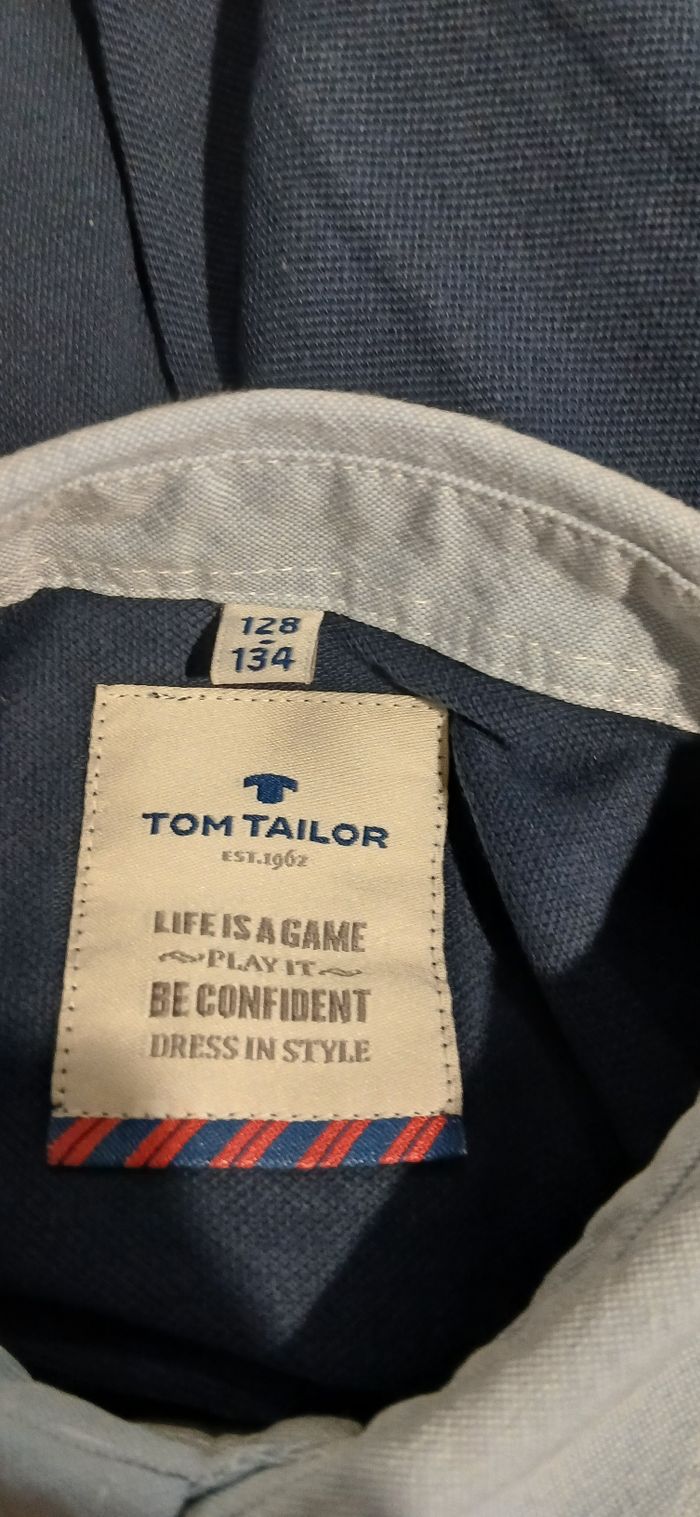 128
-
134
TOM TAILOR
EST.1962
LIFE IS A GAME
~PLAY IT~
BE CONFIDENT
DRESS IN STYLE